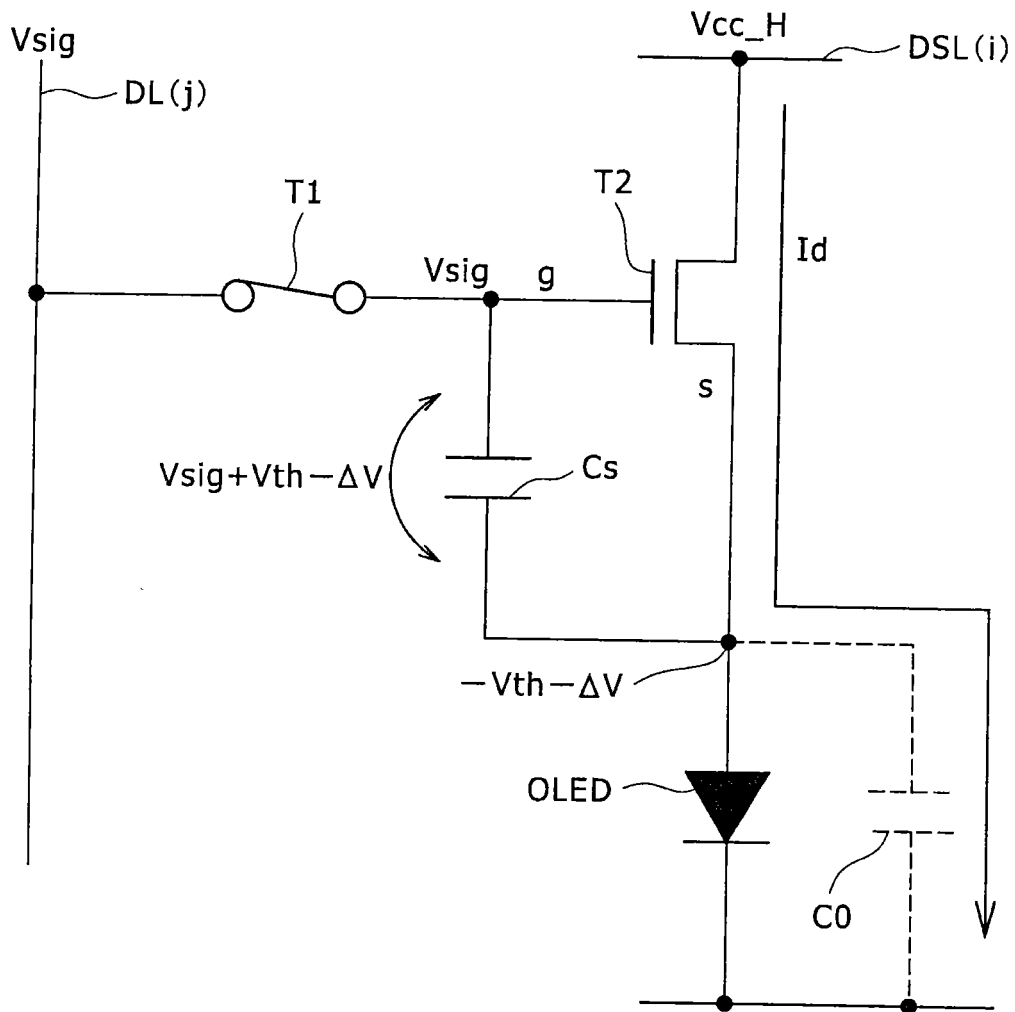 Vsig
Vcc_H
DSL(i)
DL(j)
T1
T2
Id
Vsig
g
s
Vsig+Vth−ΔV
Cs
−Vth−ΔV
OLED
C0